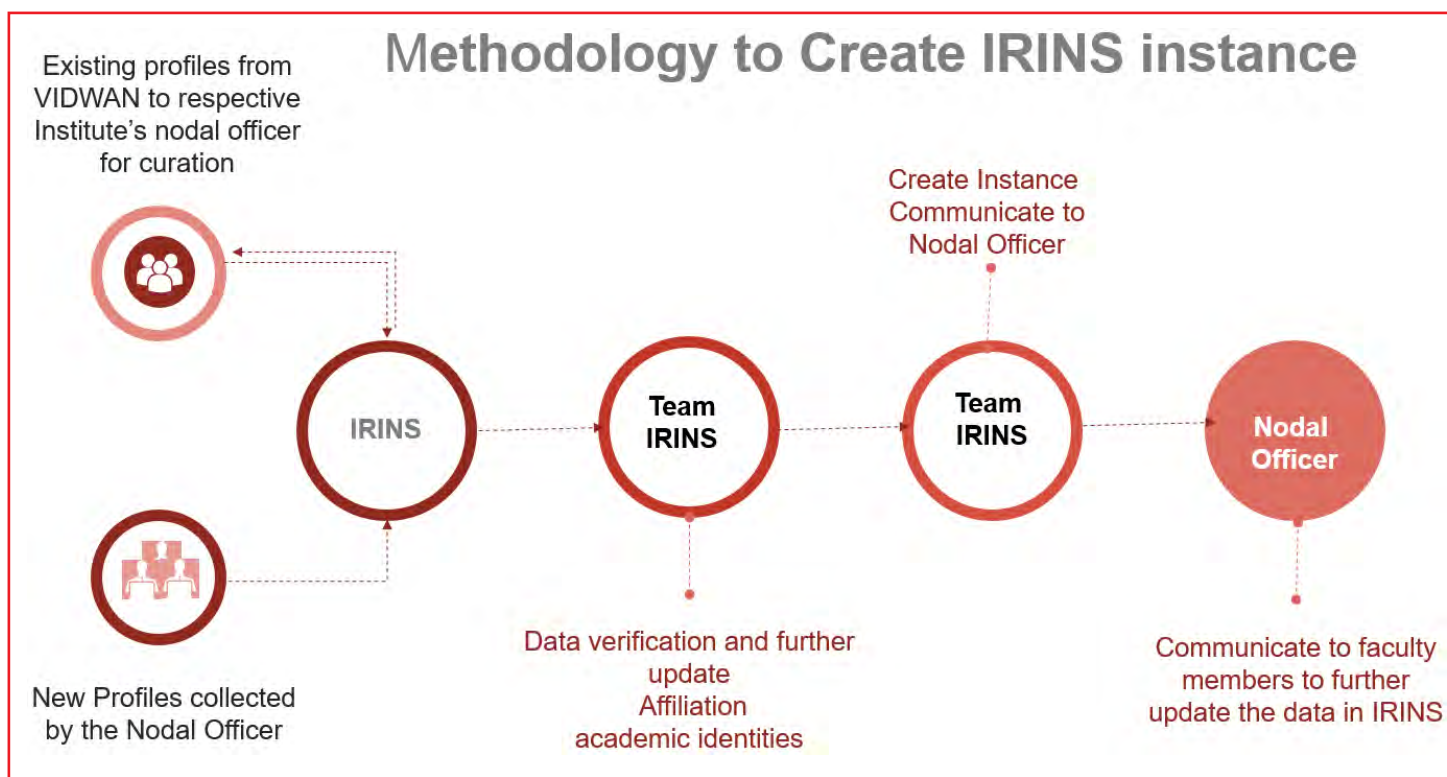 Methodology to Create IRINS instance
Existing profiles from
VIDWAN to respective
Institute's nodal officer
for curation
Create Instance
Communicate to
Nodal Officer
IRINS
Team
IRINS
Team
IRINS
Nodal
Officer
New Profiles collected
by the Nodal Officer
Data verification and further
update
Affiliation
academic identities
Communicate to faculty
members to further
update the data in IRINS